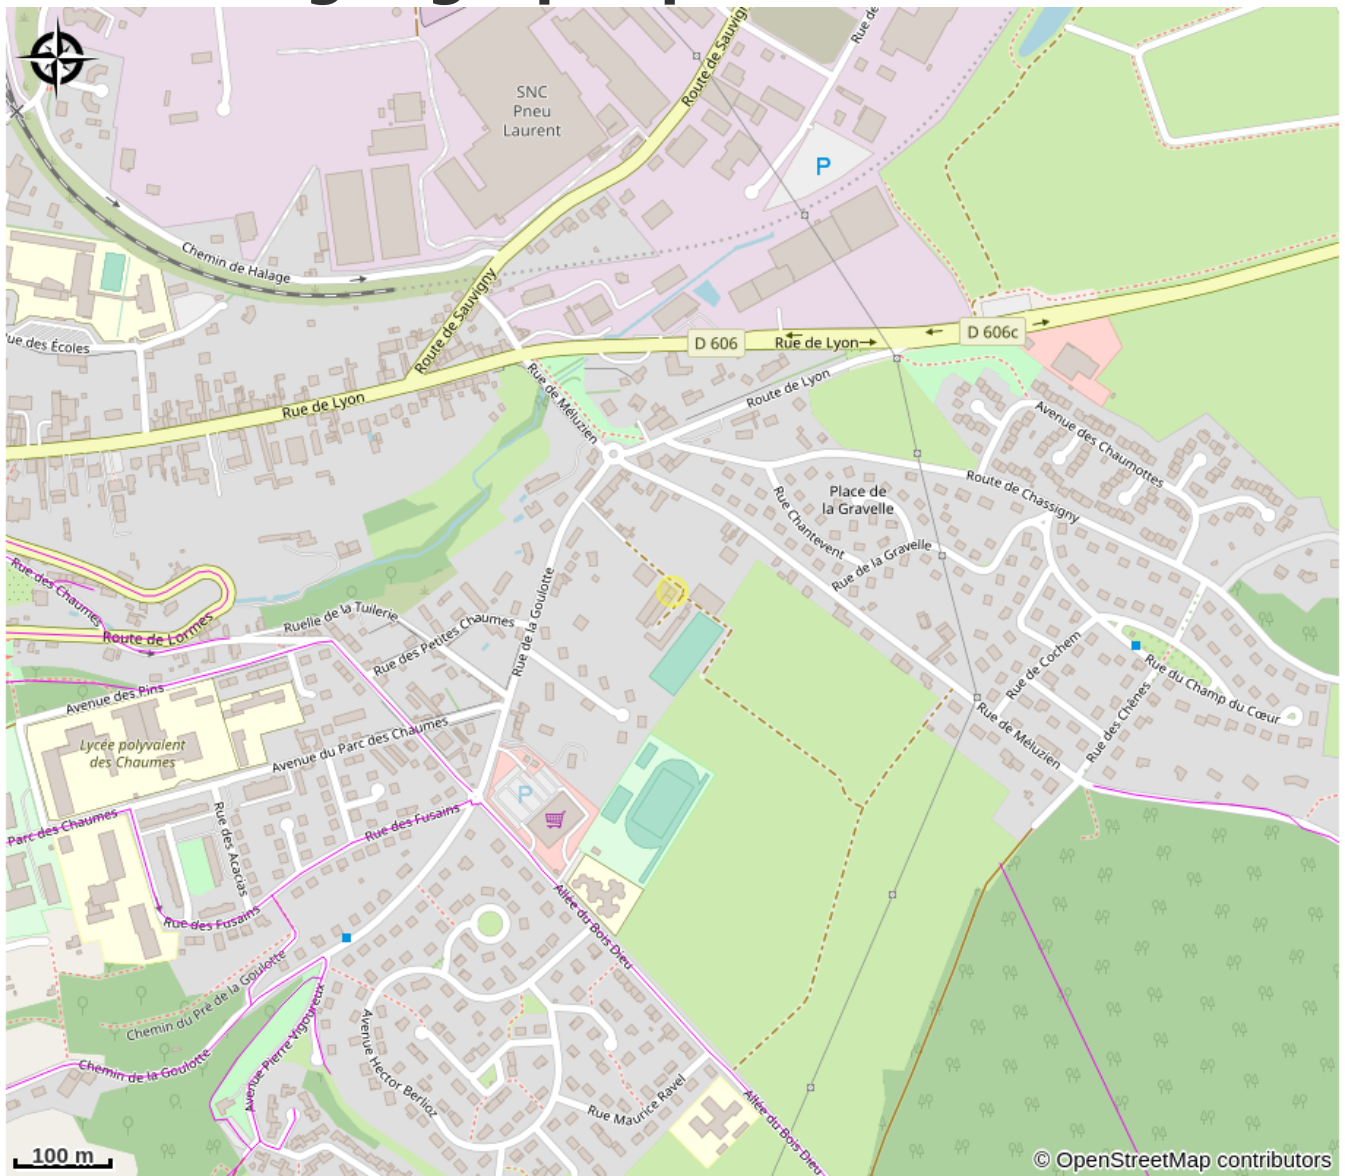 Route de Sauvigny
Rue de
SNC
Pneu
Laurent
P
Chemin de Halage
Route de Sauvigny
ue des Écoles
D 606
Rue de Lyon
D 606c
Rue de Lyon
Rue de Méluzien
Route de Lyon
Avenue des Chaumottes
Route de Chassigny
Place de
la Gravelle
Rue Chantevent
Rue de la Gravelle
Rue des Chaumes
Route de Lormes
Ruelle de la Tuilerie
Rue des Petites Chaumes
Rue de la Goulotte
Rue de Cochem
Rue du Champ du Cœur
Rue des Chênes
Rue de Méluzien
Avenue des Pins
Lycée polyvalent
des Chaumes
Avenue du Parc des Chaumes
P
Parc des Chaumes
Rue des Acacias
Rue des Fusains
Rue des Fusains
Allée du Bois Dieu
Chemin du Pré de la Goulotte
Chemin de la Goulotte
Avenue Pierre Vigoureux
Avenue Hector Berlioz
Rue Maurice Ravel
Allée du Bois Dieu
100 m
© OpenStreetMap contributors